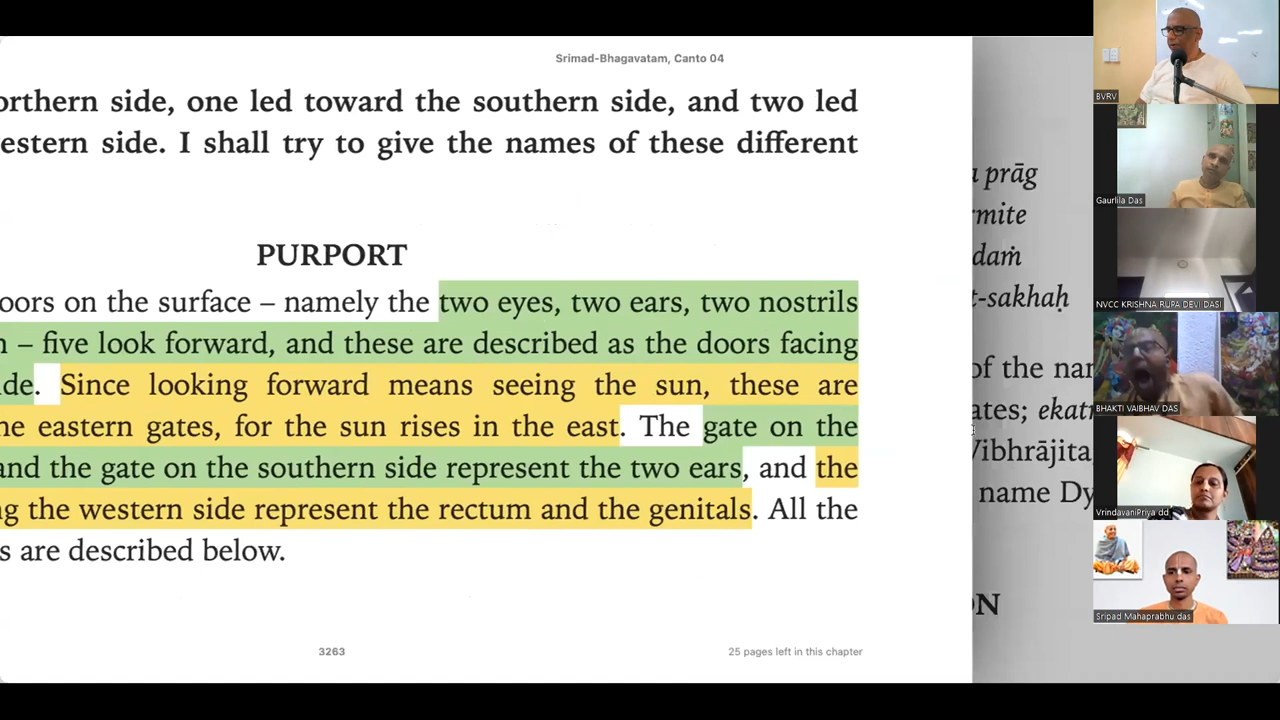 Srimad-Bhagavatam, Canto 04
orthern side, one led toward the southern side, and two led
estern side. I shall try to give the names of these different
PURPORT
oors on the surface – namely the two eyes, two ears, two nostrils
n – five look forward, and these are described as the doors facing
de. Since looking forward means seeing the sun, these are
he eastern gates, for the sun rises in the east. The gate on the
and the gate on the southern side represent the two ears, and the
ng the western side represent the rectum and the genitals. All the
s are described below.
3263
25 pages left in this chapter
a prāg
rmite
daṁ
t-sakhaḥ
of the nam
ates; ekatr
Vibhrājita,
name Dy
ON
BVRV
Gaurlila Das
NVCC KRISHNA RUPA DEVI DASI
BHAKTI VAIBHAV DAS
VrindavaniPriya dd
Sripad Mahaprabhu das